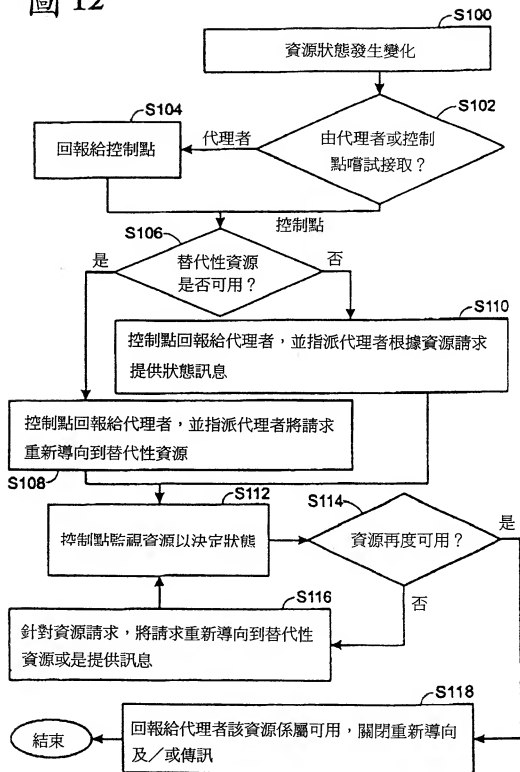 圖 12
S100
資源狀態發生變化
S102
由代理者或控制
點嘗試接取？
代理者
S104
回報給控制點
控制點
S106
替代性資源
是否可用？
是
否
S110
控制點回報給代理者，並指派代理者根據資源請求
提供狀態訊息
控制點回報給代理者，並指派代理者將請求
重新導向到替代性資源
S108
S112
控制點監視資源以決定狀態
S114
資源再度可用？
是
否
S116
針對資源請求，將請求重新導向到替代性
資源或是提供訊息
S118
回報給代理者該資源係屬可用，關閉重新導向
及／或傳訊
結束